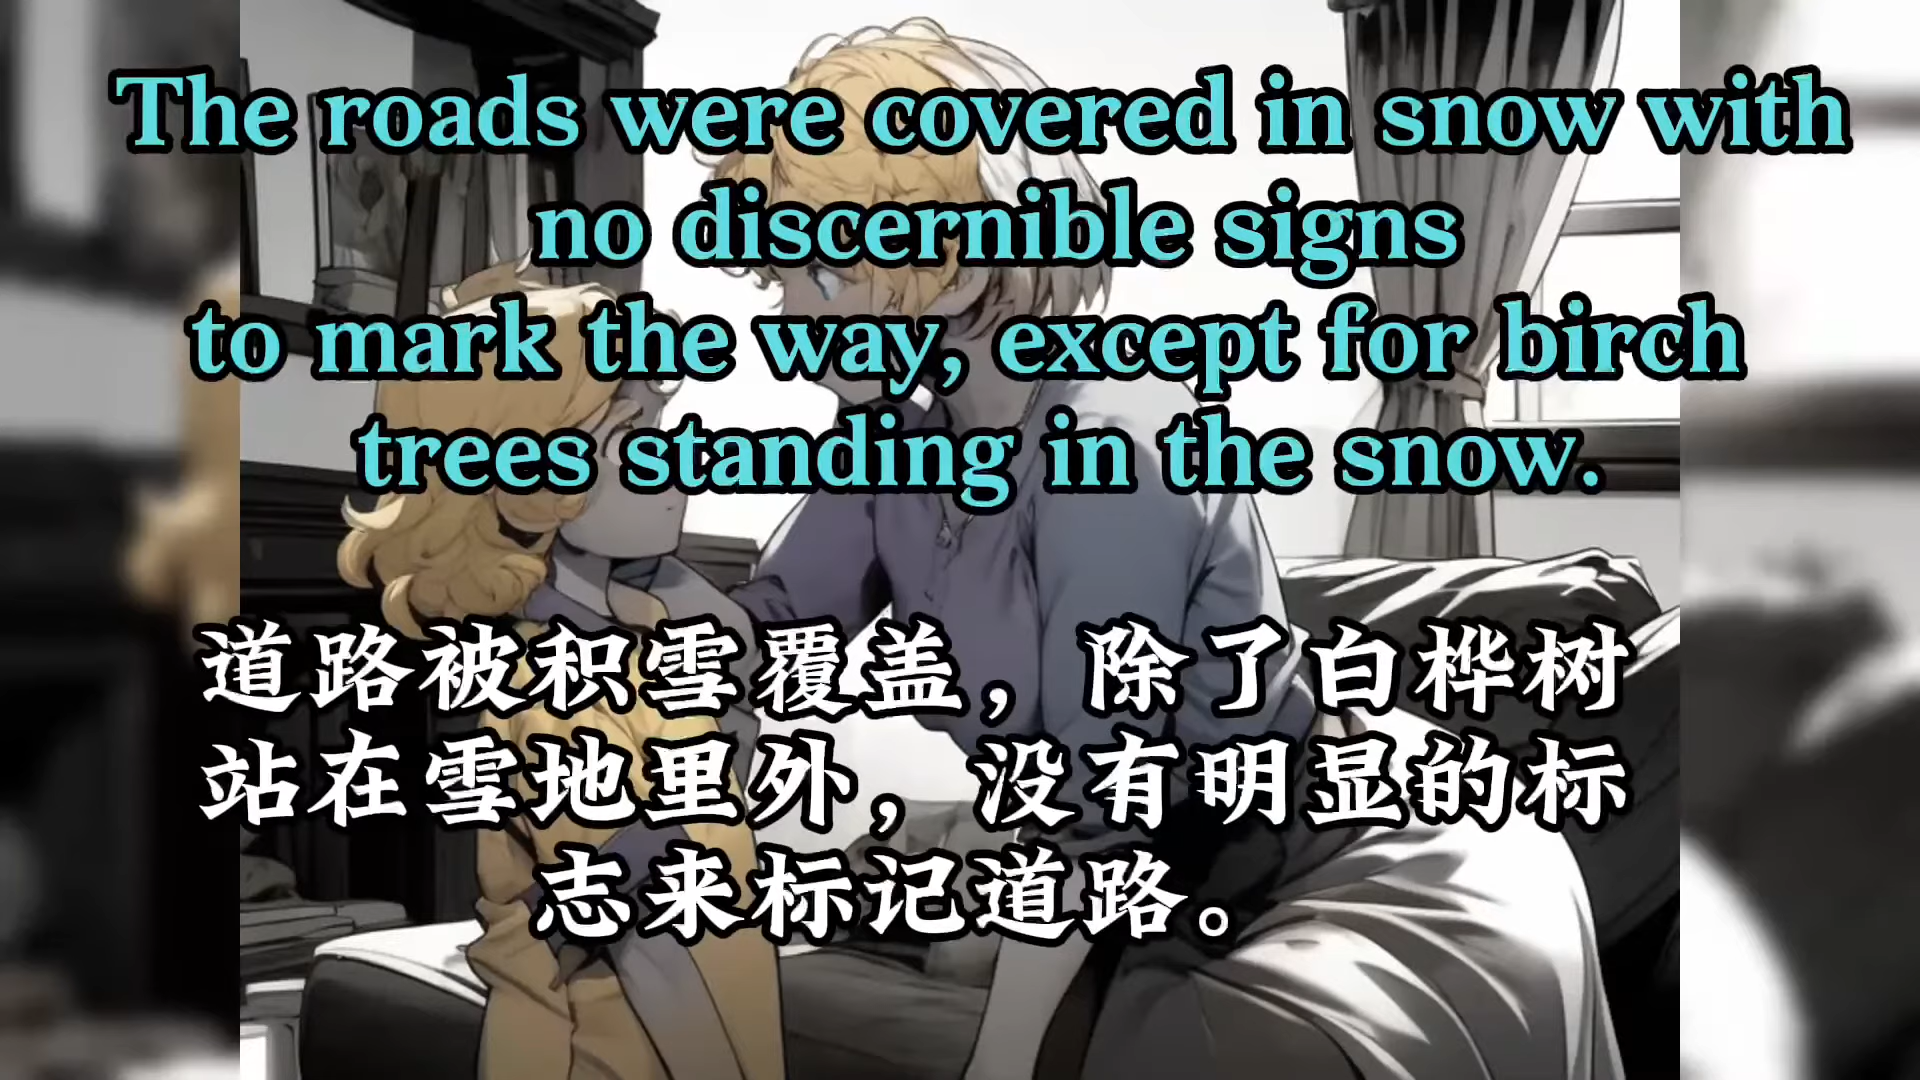 The roads were covered in snow with
no discernible signs
to mark the way, except for birch
trees standing in the snow.
道路被积雪覆盖，除了白桦树
站在雪地里外，没有明显的标
志来标记道路。